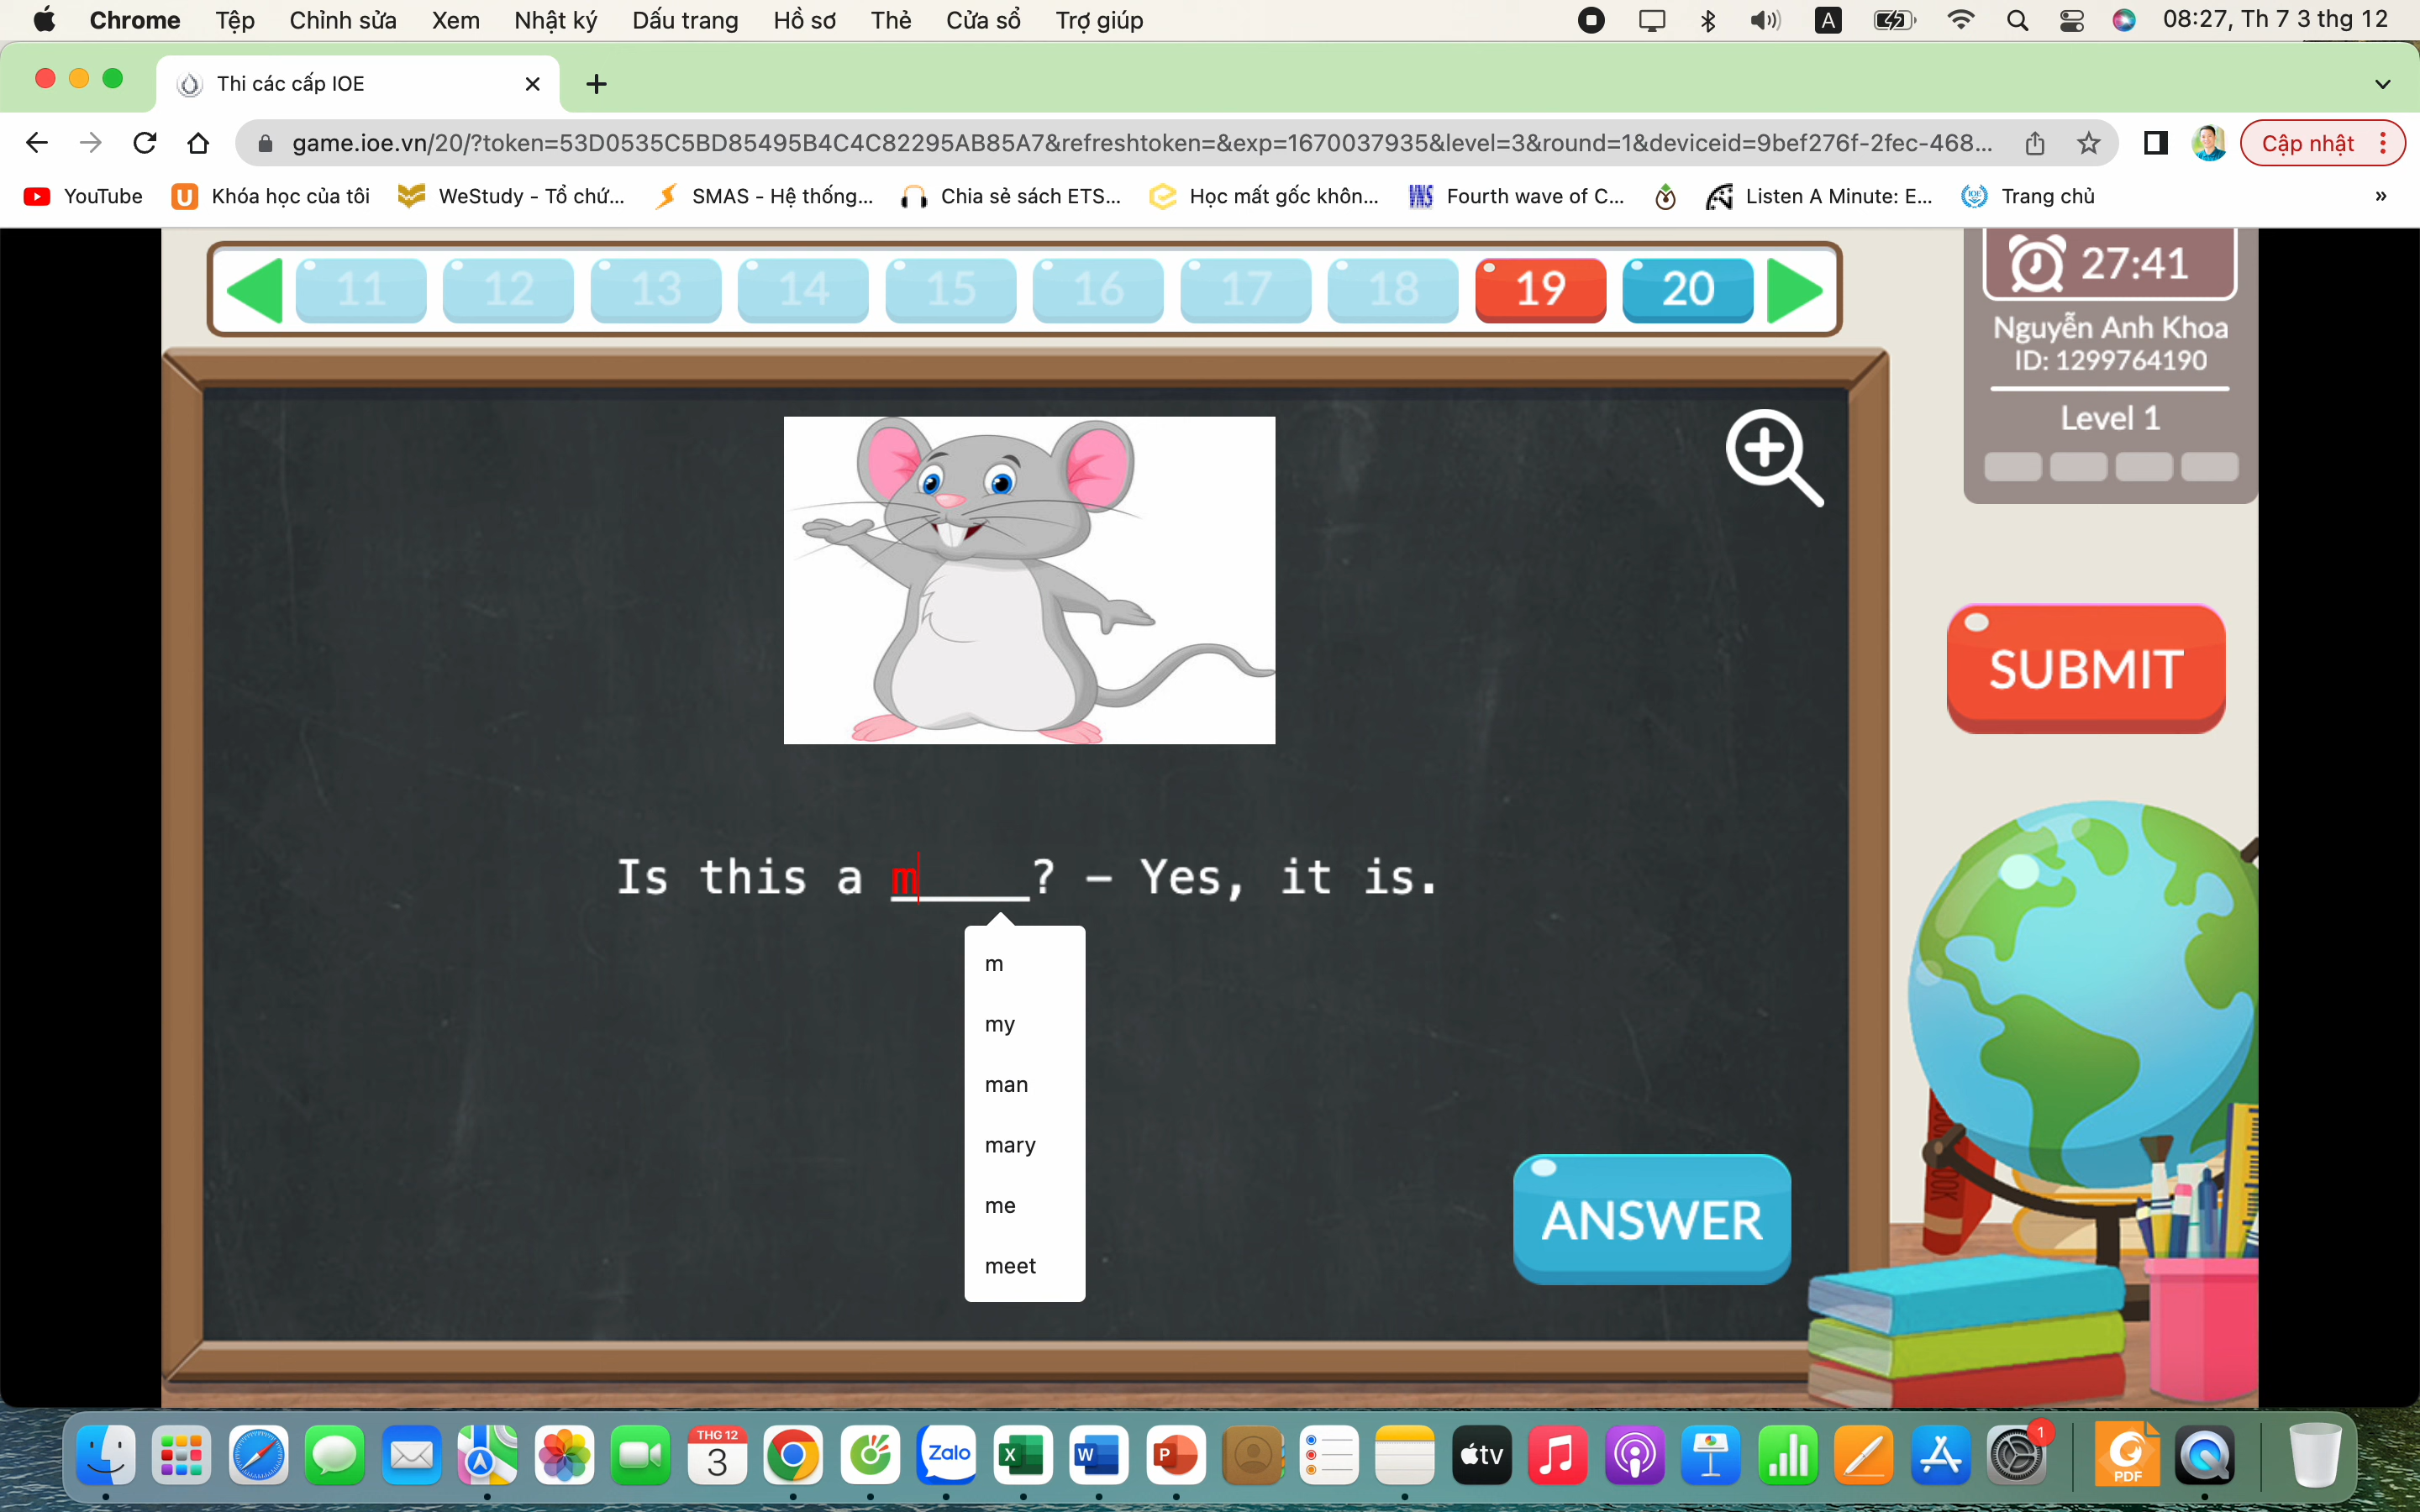 Chrome Tệp Chỉnh sửa Xem Nhật ký Dấu trang Hồ sơ Thẻ Cửa sổ Trợ giúp A 08:27, Th 7 3 thg 12
Thi các cấp IOE
game.ioe.vn/20/?token=53D0535C5BD85495B4C4C82295AB85A7&refreshtoken=&exp=1670037935&level=3&round=1&deviceid=9bef276f-2fec-468... Cập nhật
YouTube Khóa học của tôi WeStudy - Tổ chứ... SMAS - Hệ thống... Chia sẻ sách ETS... Học mất gốc khôn... VNS Fourth wave of C... Listen A Minute: E... IOE Trang chủ »
11 12 13 14 15 16 17 18 19 20
27:41
Nguyễn Anh Khoa
ID: 1299764190
Level 1
SUBMIT
Is this a m____? – Yes, it is.
m
my
man
mary
me
meet
ANSWER
THG 12
3
Zalo
X
W
P
tv
1
PDF